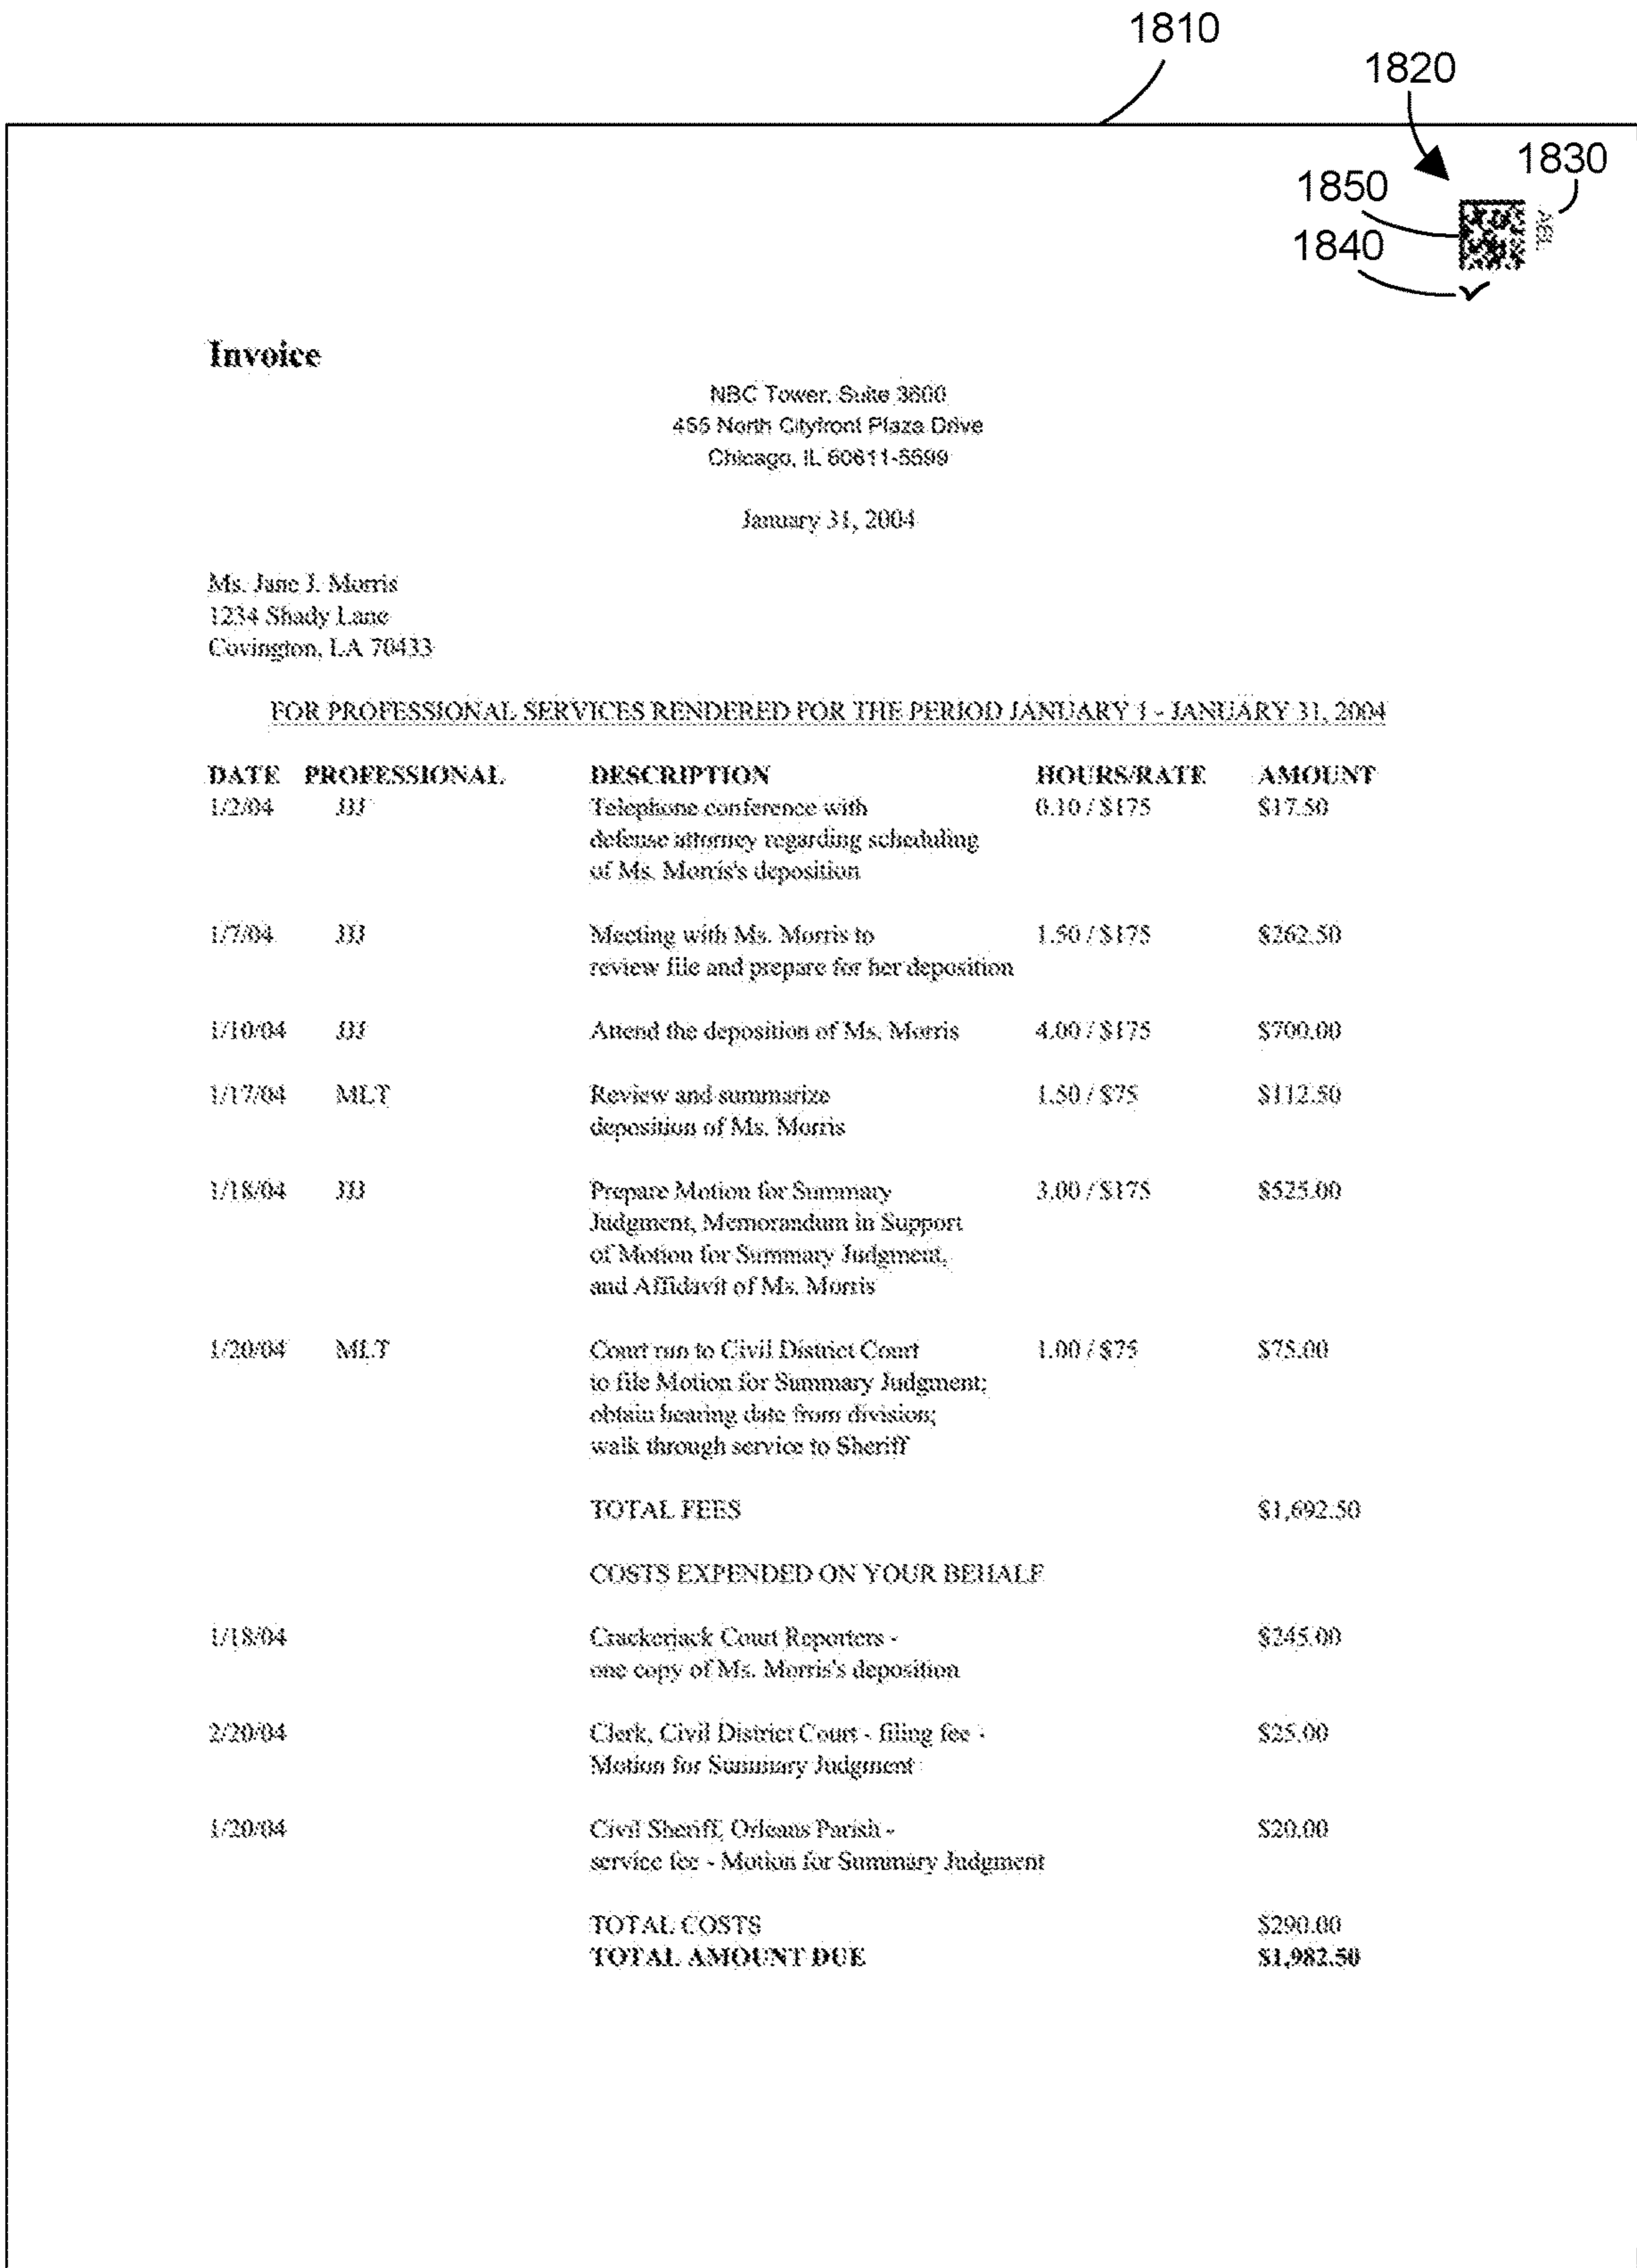 1810
1820
1830
1850
1840
AEL
Invoice
NBC Tower, Suite 3600
455 North Cityfront Plaza Drive
Chicago, IL 60611-5599
January 31, 2004
Ms. Jane J. Morris
1234 Shady Lane
Covington, LA 70433
FOR PROFESSIONAL SERVICES RENDERED FOR THE PERIOD JANUARY 1 - JANUARY 31, 2004
DATE PROFESSIONAL DESCRIPTION HOURS/RATE AMOUNT
1/2/04 JJJ Telephone conference with 0.10 / $175 $17.50
defense attorney regarding scheduling
of Ms. Morris's deposition
1/7/04 JJJ Meeting with Ms. Morris to 1.50 / $175 $262.50
review file and prepare for her deposition
1/10/04 JJJ Attend the deposition of Ms. Morris 4.00 / $175 $700.00
1/17/04 MLT Review and summarize 1.50 / $75 $112.50
deposition of Ms. Morris
1/18/04 JJJ Prepare Motion for Summary 3.00 / $175 $525.00
Judgment, Memorandum in Support
of Motion for Summary Judgment,
and Affidavit of Ms. Morris
1/20/04 MLT Court run to Civil District Court 1.00 / $75 $75.00
to file Motion for Summary Judgment;
obtain hearing date from division;
walk through service to Sheriff
TOTAL FEES $1,692.50
COSTS EXPENDED ON YOUR BEHALF
1/18/04 Crackerjack Court Reporters - $245.00
one copy of Ms. Morris's deposition
2/20/04 Clerk, Civil District Court - filing fee - $25.00
Motion for Summary Judgment
1/20/04 Civil Sheriff, Orleans Parish - $20.00
service fee - Motion for Summary Judgment
TOTAL COSTS $290.00
TOTAL AMOUNT DUE $1,982.50